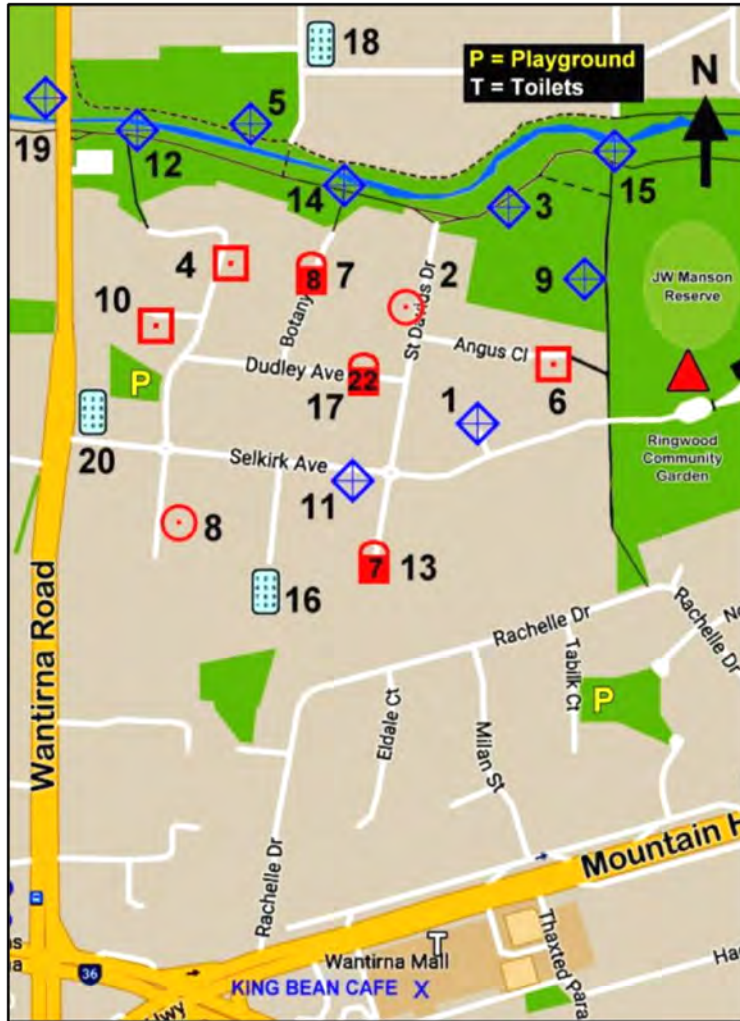 18
P = Playground
T = Toilets
N
5
19
12
14
3
15
4
8
7
2
9
JW Manson
Reserve
10
Botany
St Davids Dr
Angus Cl
Dudley Ave
22
P
17
1
6
20
Selkirk Ave
Ringwood
Community
Garden
11
8
7
13
16
Wantirna Road
Rachelle Dr
Rachelle Dr
Tabilk Ct
P
Eldale Ct
Milan St
Rachelle Dr
Mountain H
36
T
Wantirna Mall
Thaxted Para
KING BEAN CAFE X
Hwy